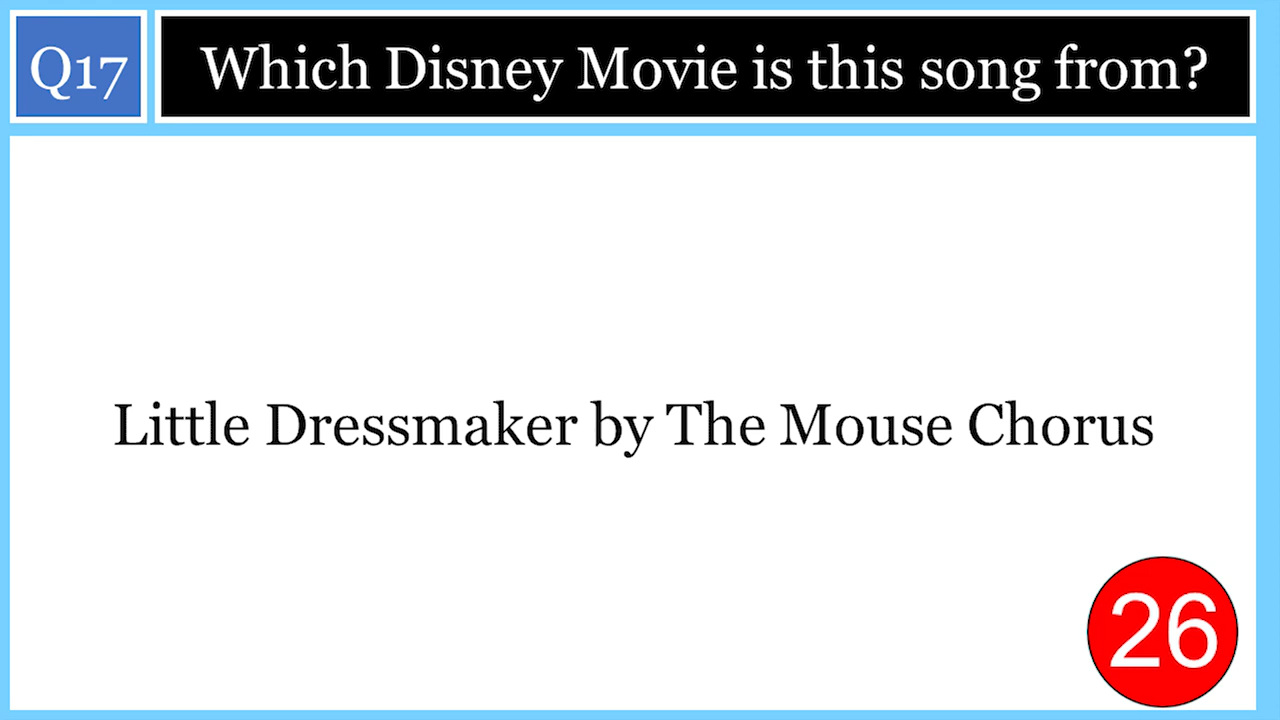 Q17
Which Disney Movie is this song from?
Little Dressmaker by The Mouse Chorus
26